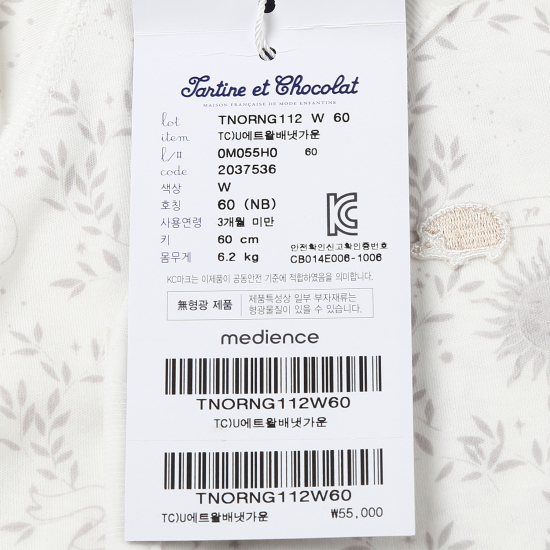 Tartine et Chocolat
MAISON FRANÇAISE DE MODE ENFANTINE
lot TNORNG112 W 60
item TC)U에트왈배냇가운
l/# 0M055H0 60
code 2037536
색상 W
호칭 60 (NB)
사용연령 3개월 미만
키 60 cm
몸무게 6.2 kg
안전확인신고확인증번호
CB014E006-1006
KC마크는 이제품이 공통안전 기준에 적합하였음을 의미합니다.
無형광 제품
제품특성상 일부 부자재류는
형광물질이 있을 수 있습니다.
medience
TNORNG112W60
TC)U에트왈배냇가운
TNORNG112W60
TC)U에트왈배냇가운 ₩55,000